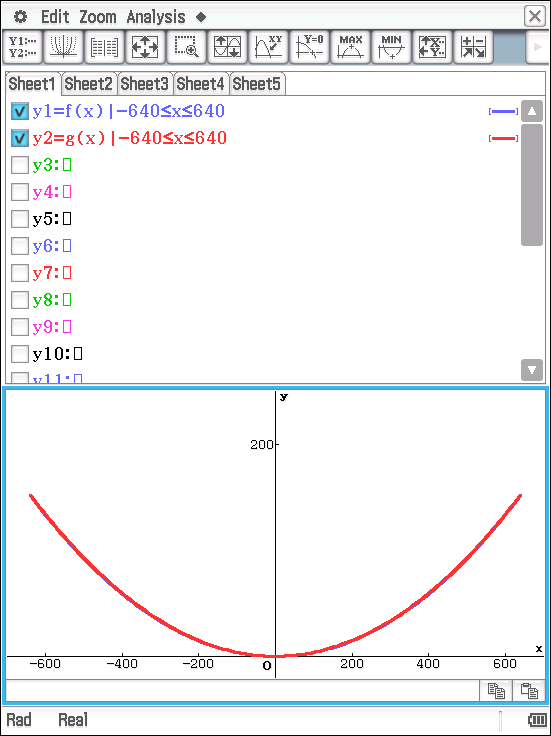 Edit Zoom Analysis ◆
Y1:… Y2:… XY Y=0 MAX MIN X… Y…
Sheet1 Sheet2 Sheet3 Sheet4 Sheet5
y1=f(x)|-640≤x≤640
y2=g(x)|-640≤x≤640
y3:▯
y4:▯
y5:▯
y6:▯
y7:▯
y8:▯
y9:▯
y10:▯
y11:▯
y
200
x
-600 -400 -200 O 200 400 600
Rad Real